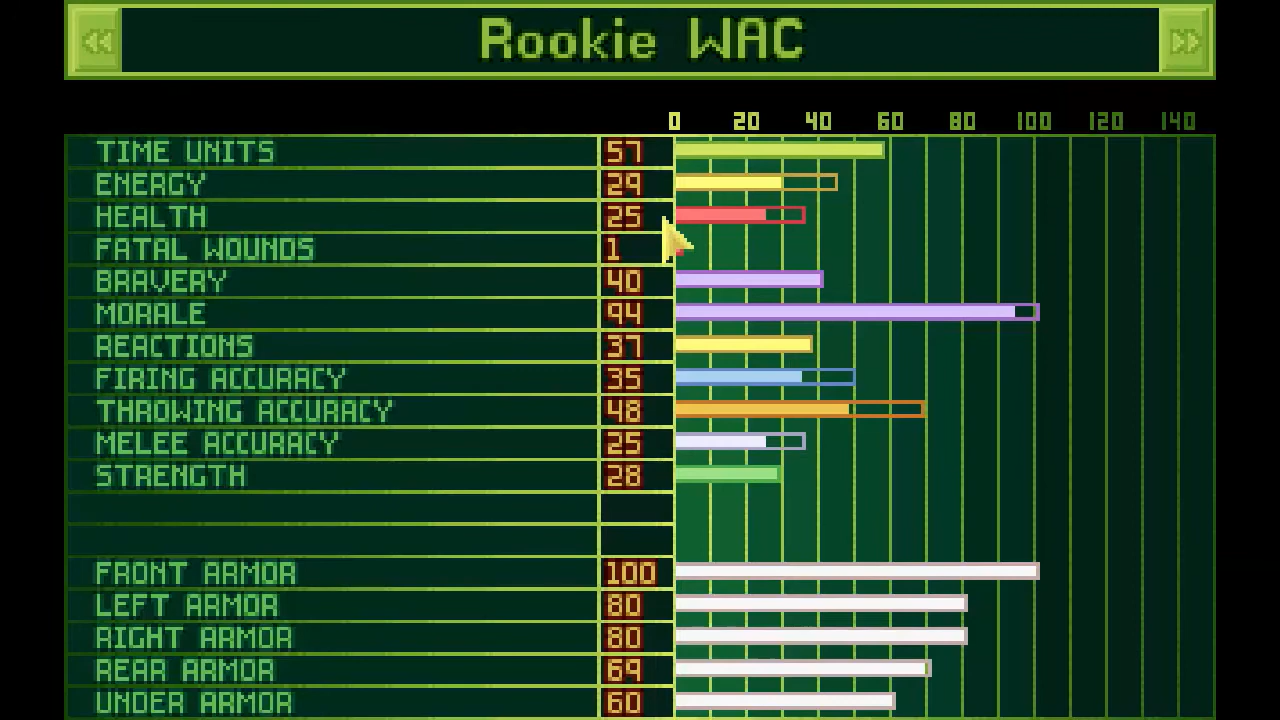 Rookie WAC
0 20 40 60 80 100 120 140
TIME UNITS 57
ENERGY 29
HEALTH 25
FATAL WOUNDS 1
BRAVERY 40
MORALE 94
REACTIONS 37
FIRING ACCURACY 35
THROWING ACCURACY 48
MELEE ACCURACY 25
STRENGTH 28
FRONT ARMOR 100
LEFT ARMOR 80
RIGHT ARMOR 80
REAR ARMOR 69
UNDER ARMOR 60